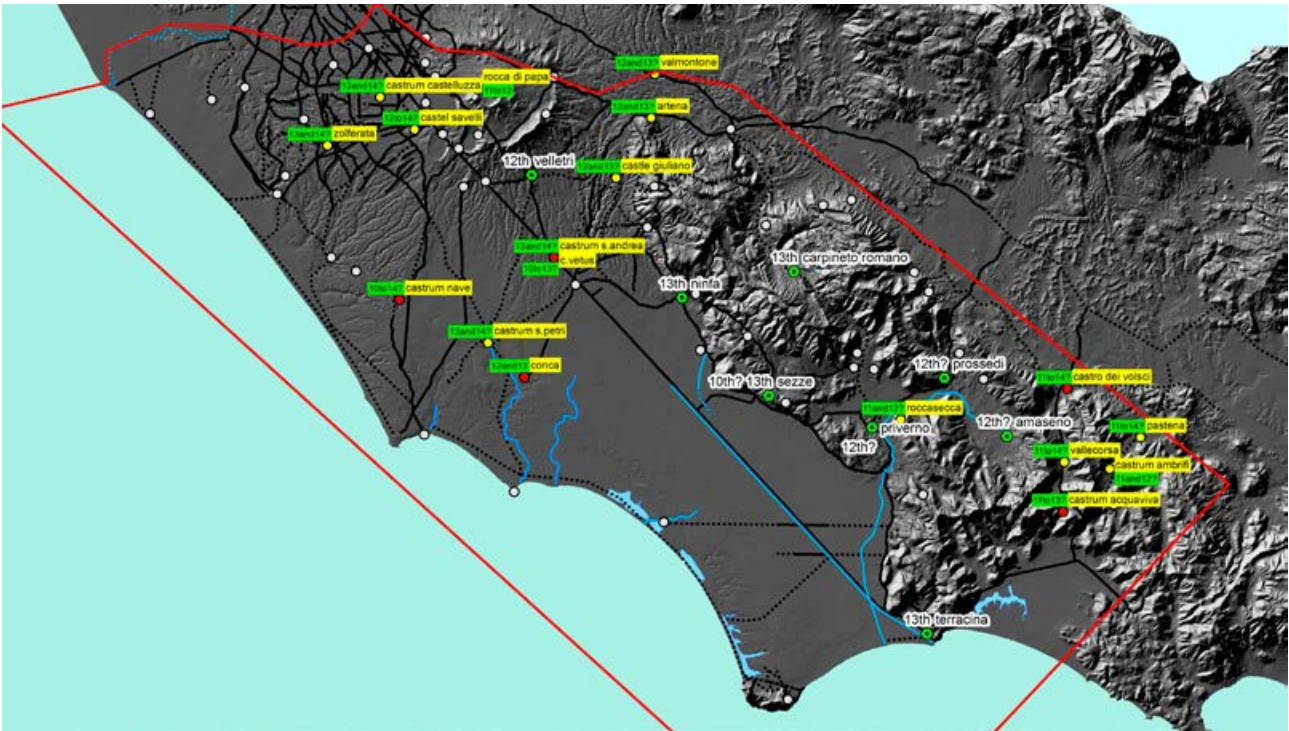 12and13? valmontone
rocca di papa
13and14? castrum castelluzza
11to12
12and13? artena
12to14? castel savelli
13and14? zolferata
12th velletri
12and13? castle giuliano
13and14? castrum s.andrea
c.vetus
10to13?
13th carpineto romano
10to14? castrum nave
13th ninfa
13and14? castrum s.petri
12and13 conca
12th? prossedi
11to14? castro dei volsci
10th? 13th sezze
11and12? roccasecca
12th? amaseno
priverno
12th?
11to14? pastena
11to14? vallecorsa
castrum ambrifi
11and12?
11to13? castrum acquaviva
13th terracina